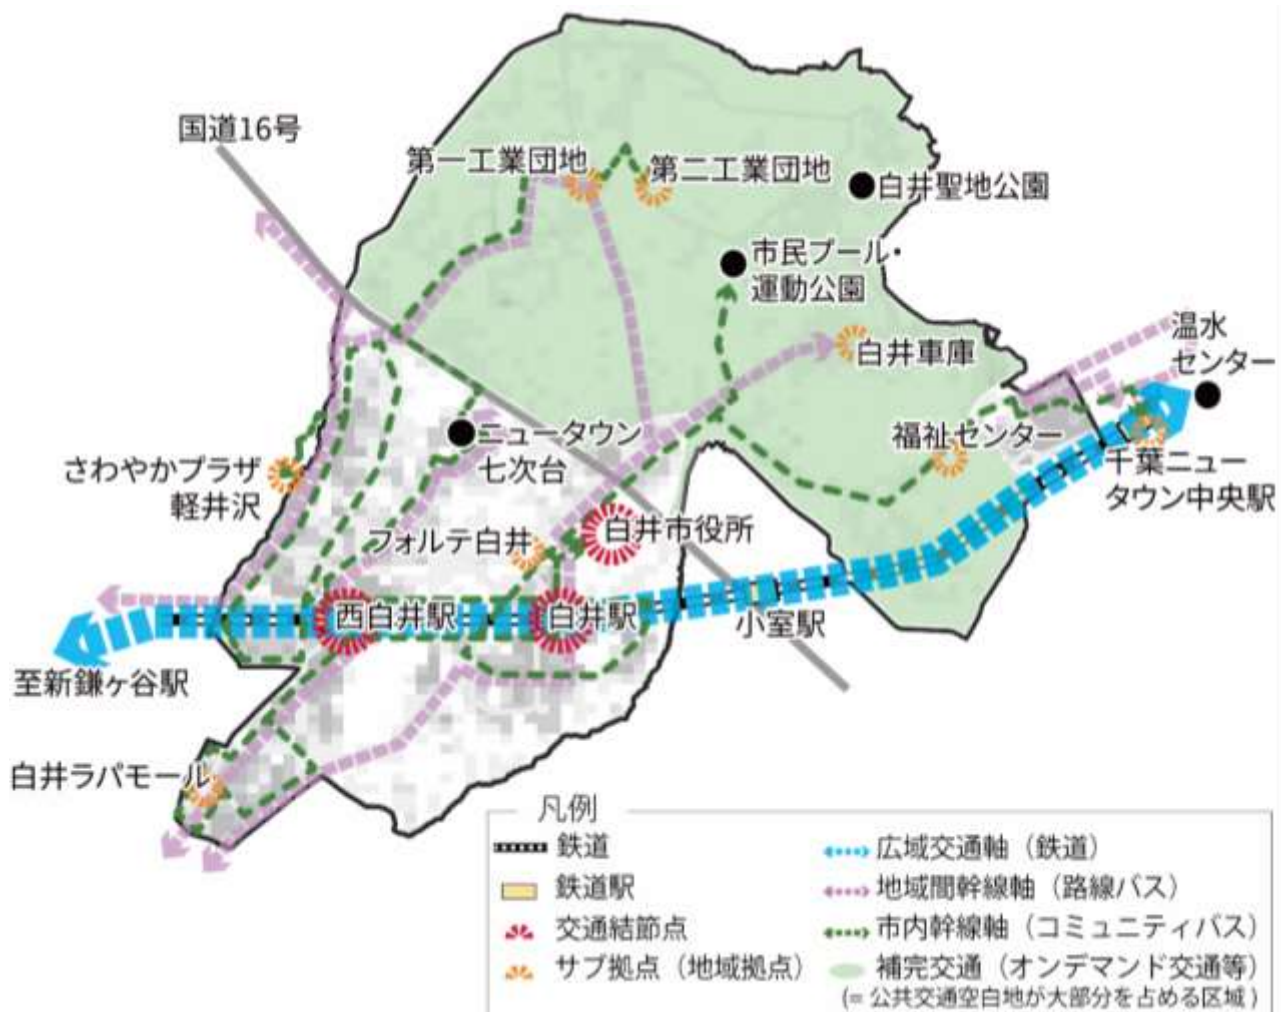 国道16号
第一工業団地
第二工業団地
白井聖地公園
市民プール・
運動公園
温水
センター
白井車庫
ニュータウン
七次台
福祉センター
千葉ニュー
タウン中央駅
さわやかプラザ
軽井沢
フォルテ白井
白井市役所
西白井駅
白井駅
小室駅
至新鎌ヶ谷駅
白井ラパモール
凡例
鉄道
鉄道駅
交通結節点
サブ拠点（地域拠点）
広域交通軸（鉄道）
地域間幹線軸（路線バス）
市内幹線軸（コミュニティバス）
補完交通（オンデマンド交通等）
(= 公共交通空白地が大部分を占める区域 )